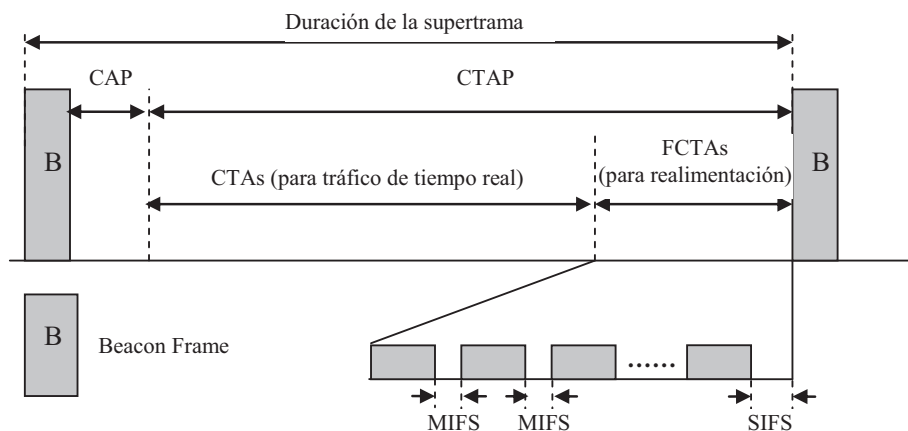 Duración de la supertrama
CAP
CTAP
B
CTAs (para tráfico de tiempo real)
FCTAs
(para realimentación)
B
B
Beacon Frame
......
MIFS
MIFS
SIFS